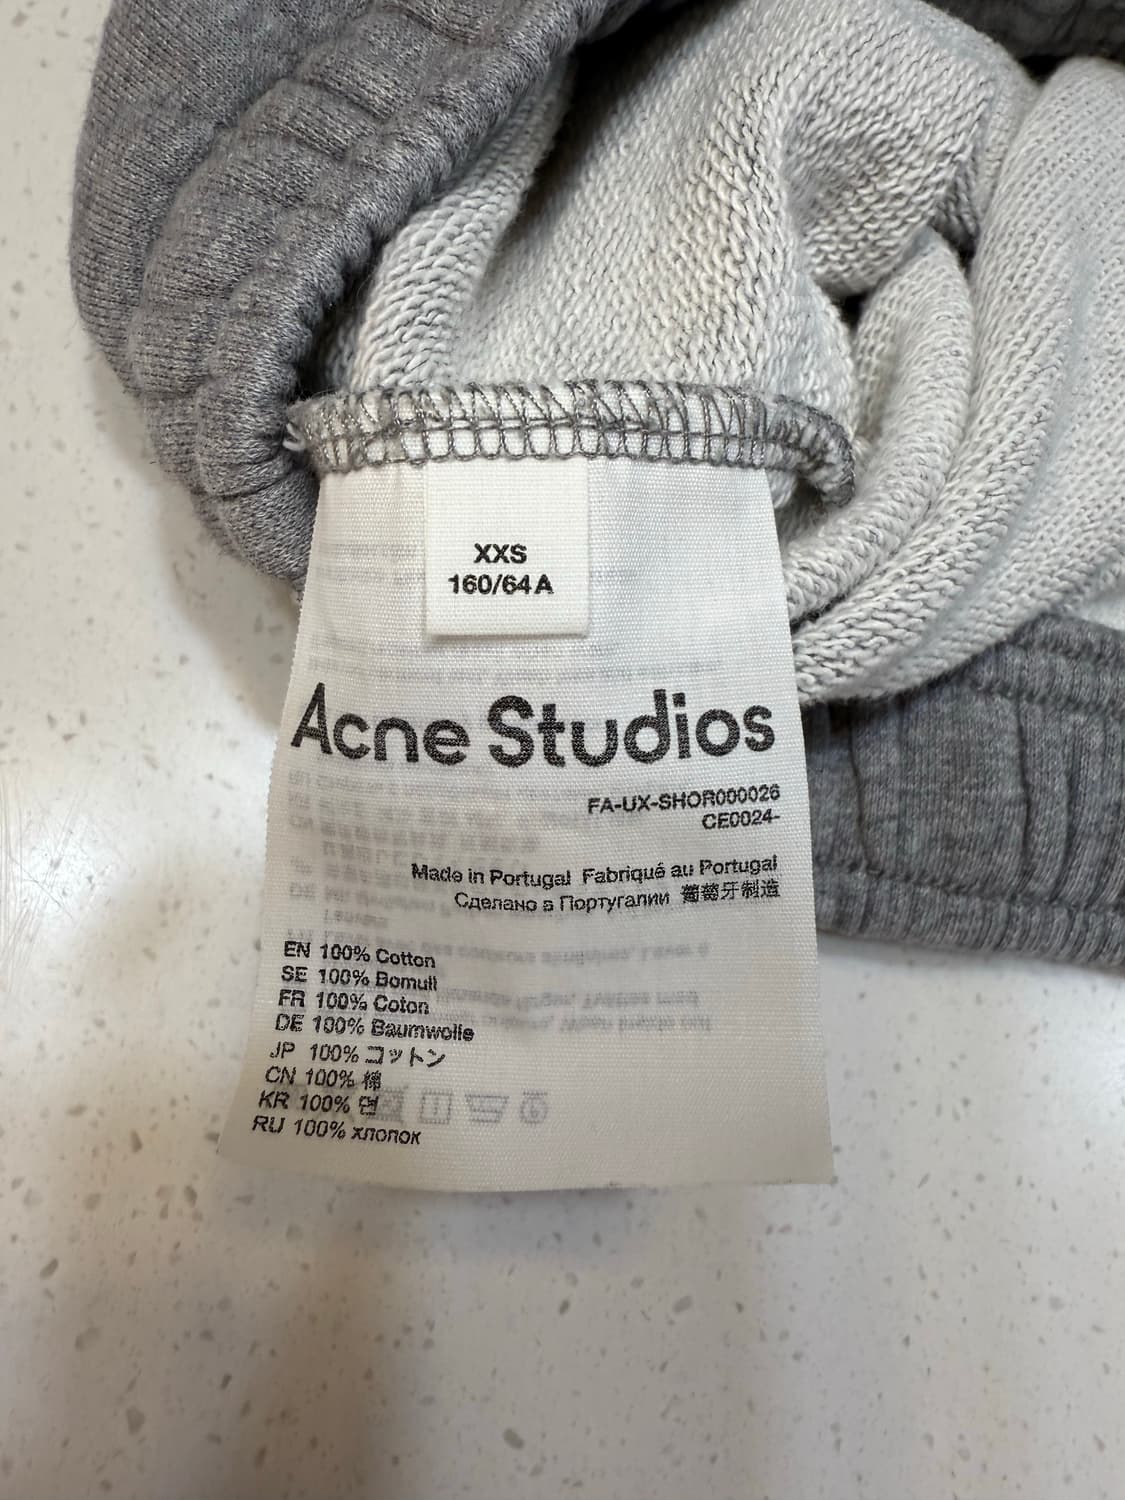 XXS
160/64A
Acne Studios
FA-UX-SHOR000026
CE0024-
Made in Portugal Fabriqué au Portugal
Сделано в Португалии 葡萄牙制造
EN 100% Cotton
SE 100% Bomull
FR 100% Coton
DE 100% Baumwolle
JP 100% コットン
CN 100% 棉
KR 100% 면
RU 100% хлопок